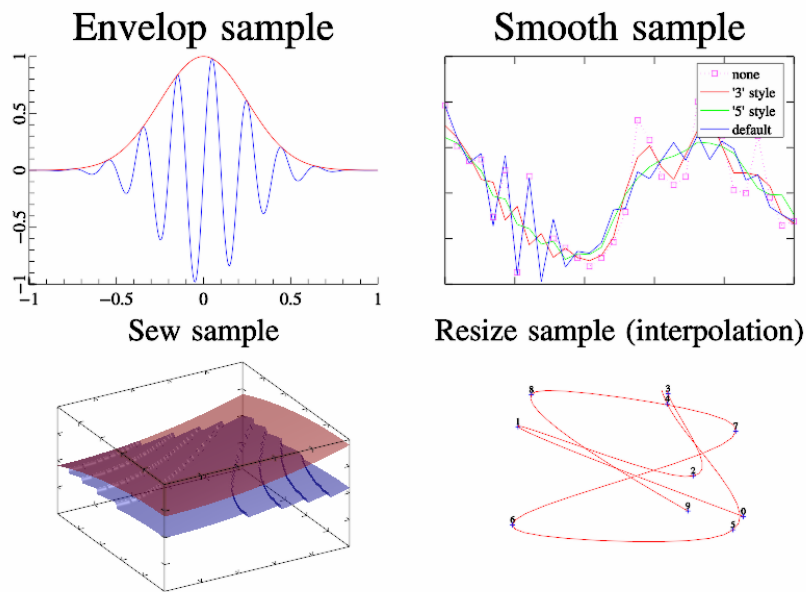 Envelop sample
1
0.5
0
−0.5
−1
−1
−0.5
0
0.5
1
Smooth sample
none
'3' style
'5' style
default
Sew sample
Resize sample (interpolation)
8
3
4
1
7
2
9
0
6
5